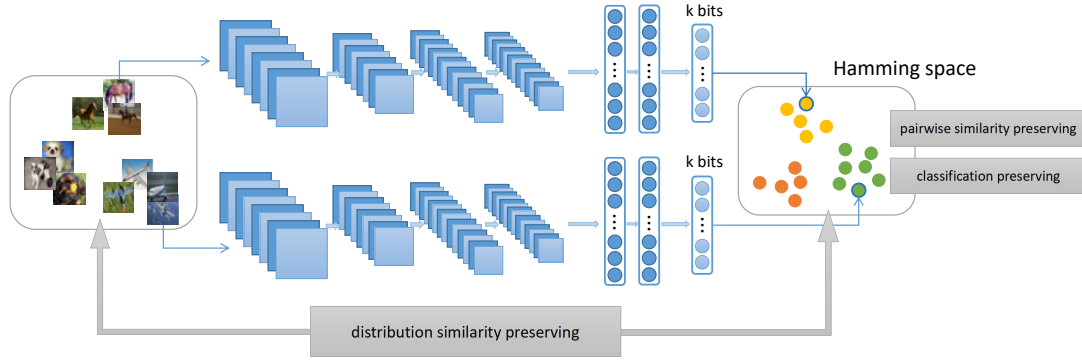 k bits
Hamming space
pairwise similarity preserving
k bits
classification preserving
distribution similarity preserving